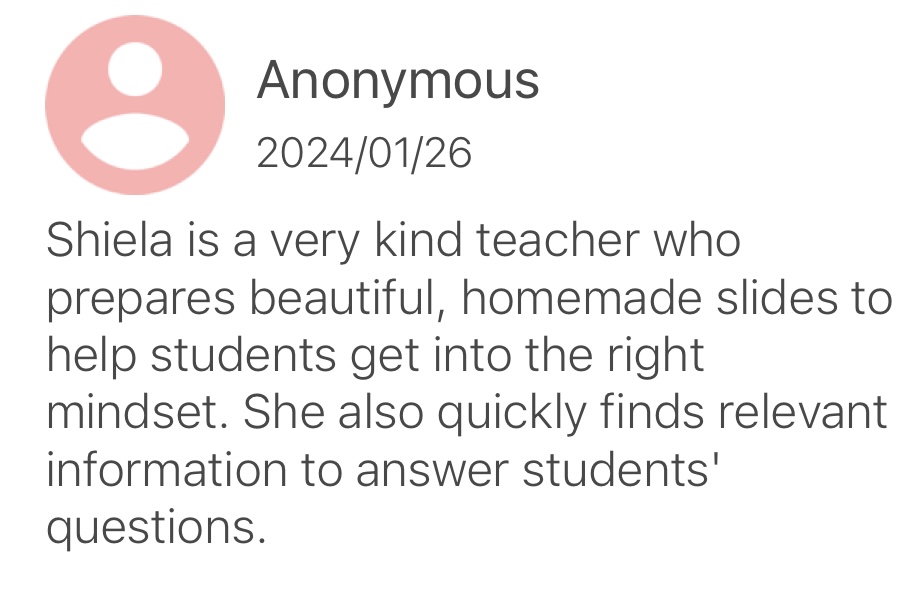 Anonymous
2024/01/26
Shiela is a very kind teacher who
prepares beautiful, homemade slides to
help students get into the right
mindset. She also quickly finds relevant
information to answer students'
questions.